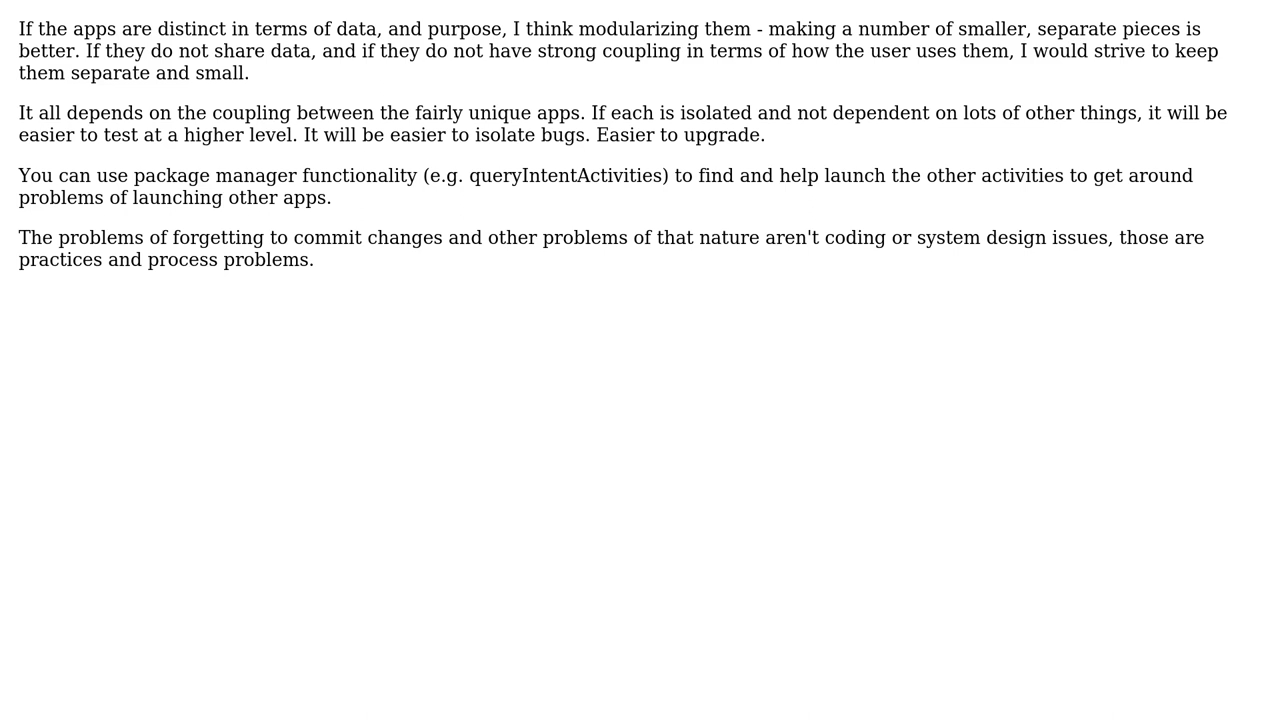 If the apps are distinct in terms of data, and purpose, I think modularizing them - making a number of smaller, separate pieces is
better. If they do not share data, and if they do not have strong coupling in terms of how the user uses them, I would strive to keep
them separate and small.
It all depends on the coupling between the fairly unique apps. If each is isolated and not dependent on lots of other things, it will be
easier to test at a higher level. It will be easier to isolate bugs. Easier to upgrade.
You can use package manager functionality (e.g. queryIntentActivities) to find and help launch the other activities to get around
problems of launching other apps.
The problems of forgetting to commit changes and other problems of that nature aren't coding or system design issues, those are
practices and process problems.